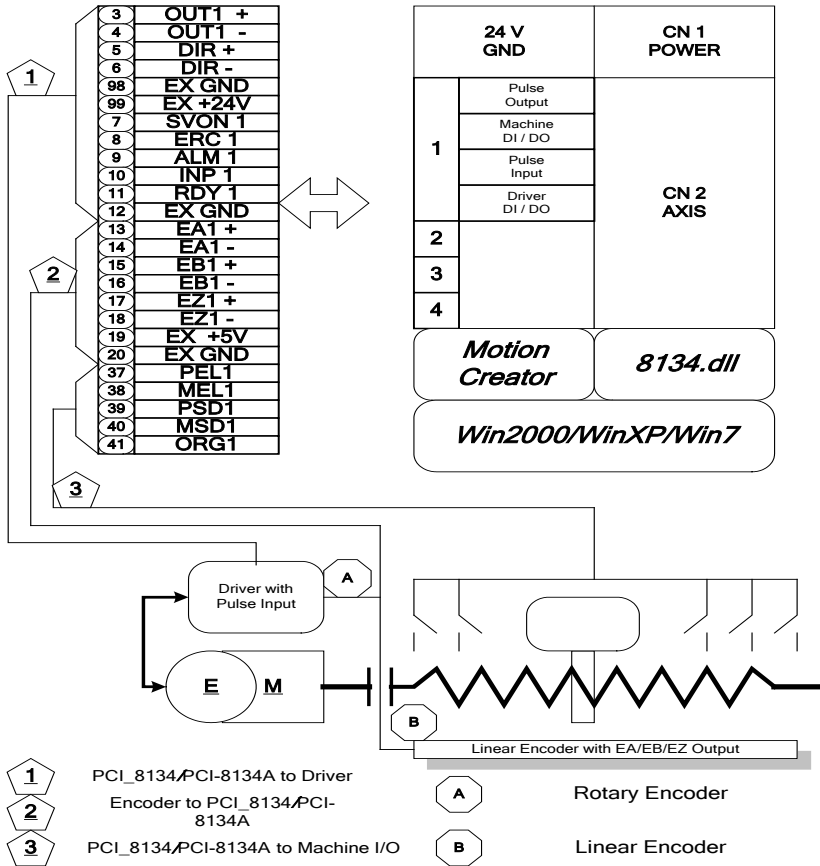 3 OUT1 +
4 OUT1 -
5 DIR +
6 DIR -
98 EX GND
99 EX +24V
7 SVON 1
8 ERC 1
9 ALM 1
10 INP 1
11 RDY 1
12 EX GND
13 EA1 +
14 EA1 -
15 EB1 +
16 EB1 -
17 EZ1 +
18 EZ1 -
19 EX +5V
20 EX GND
37 PEL1
38 MEL1
39 PSD1
40 MSD1
41 ORG1
1
2
3
24 V
GND
CN 1
POWER
1
Pulse
Output
Machine
DI / DO
Pulse
Input
Driver
DI / DO
CN 2
AXIS
2
3
4
Motion
Creator
8134.dll
Win2000/WinXP/Win7
Driver with
Pulse Input
A
E M
B
Linear Encoder with EA/EB/EZ Output
1 PCI_8134/PCI-8134A to Driver
2 Encoder to PCI_8134/PCI-
8134A
3 PCI_8134/PCI-8134A to Machine I/O
A Rotary Encoder
B Linear Encoder